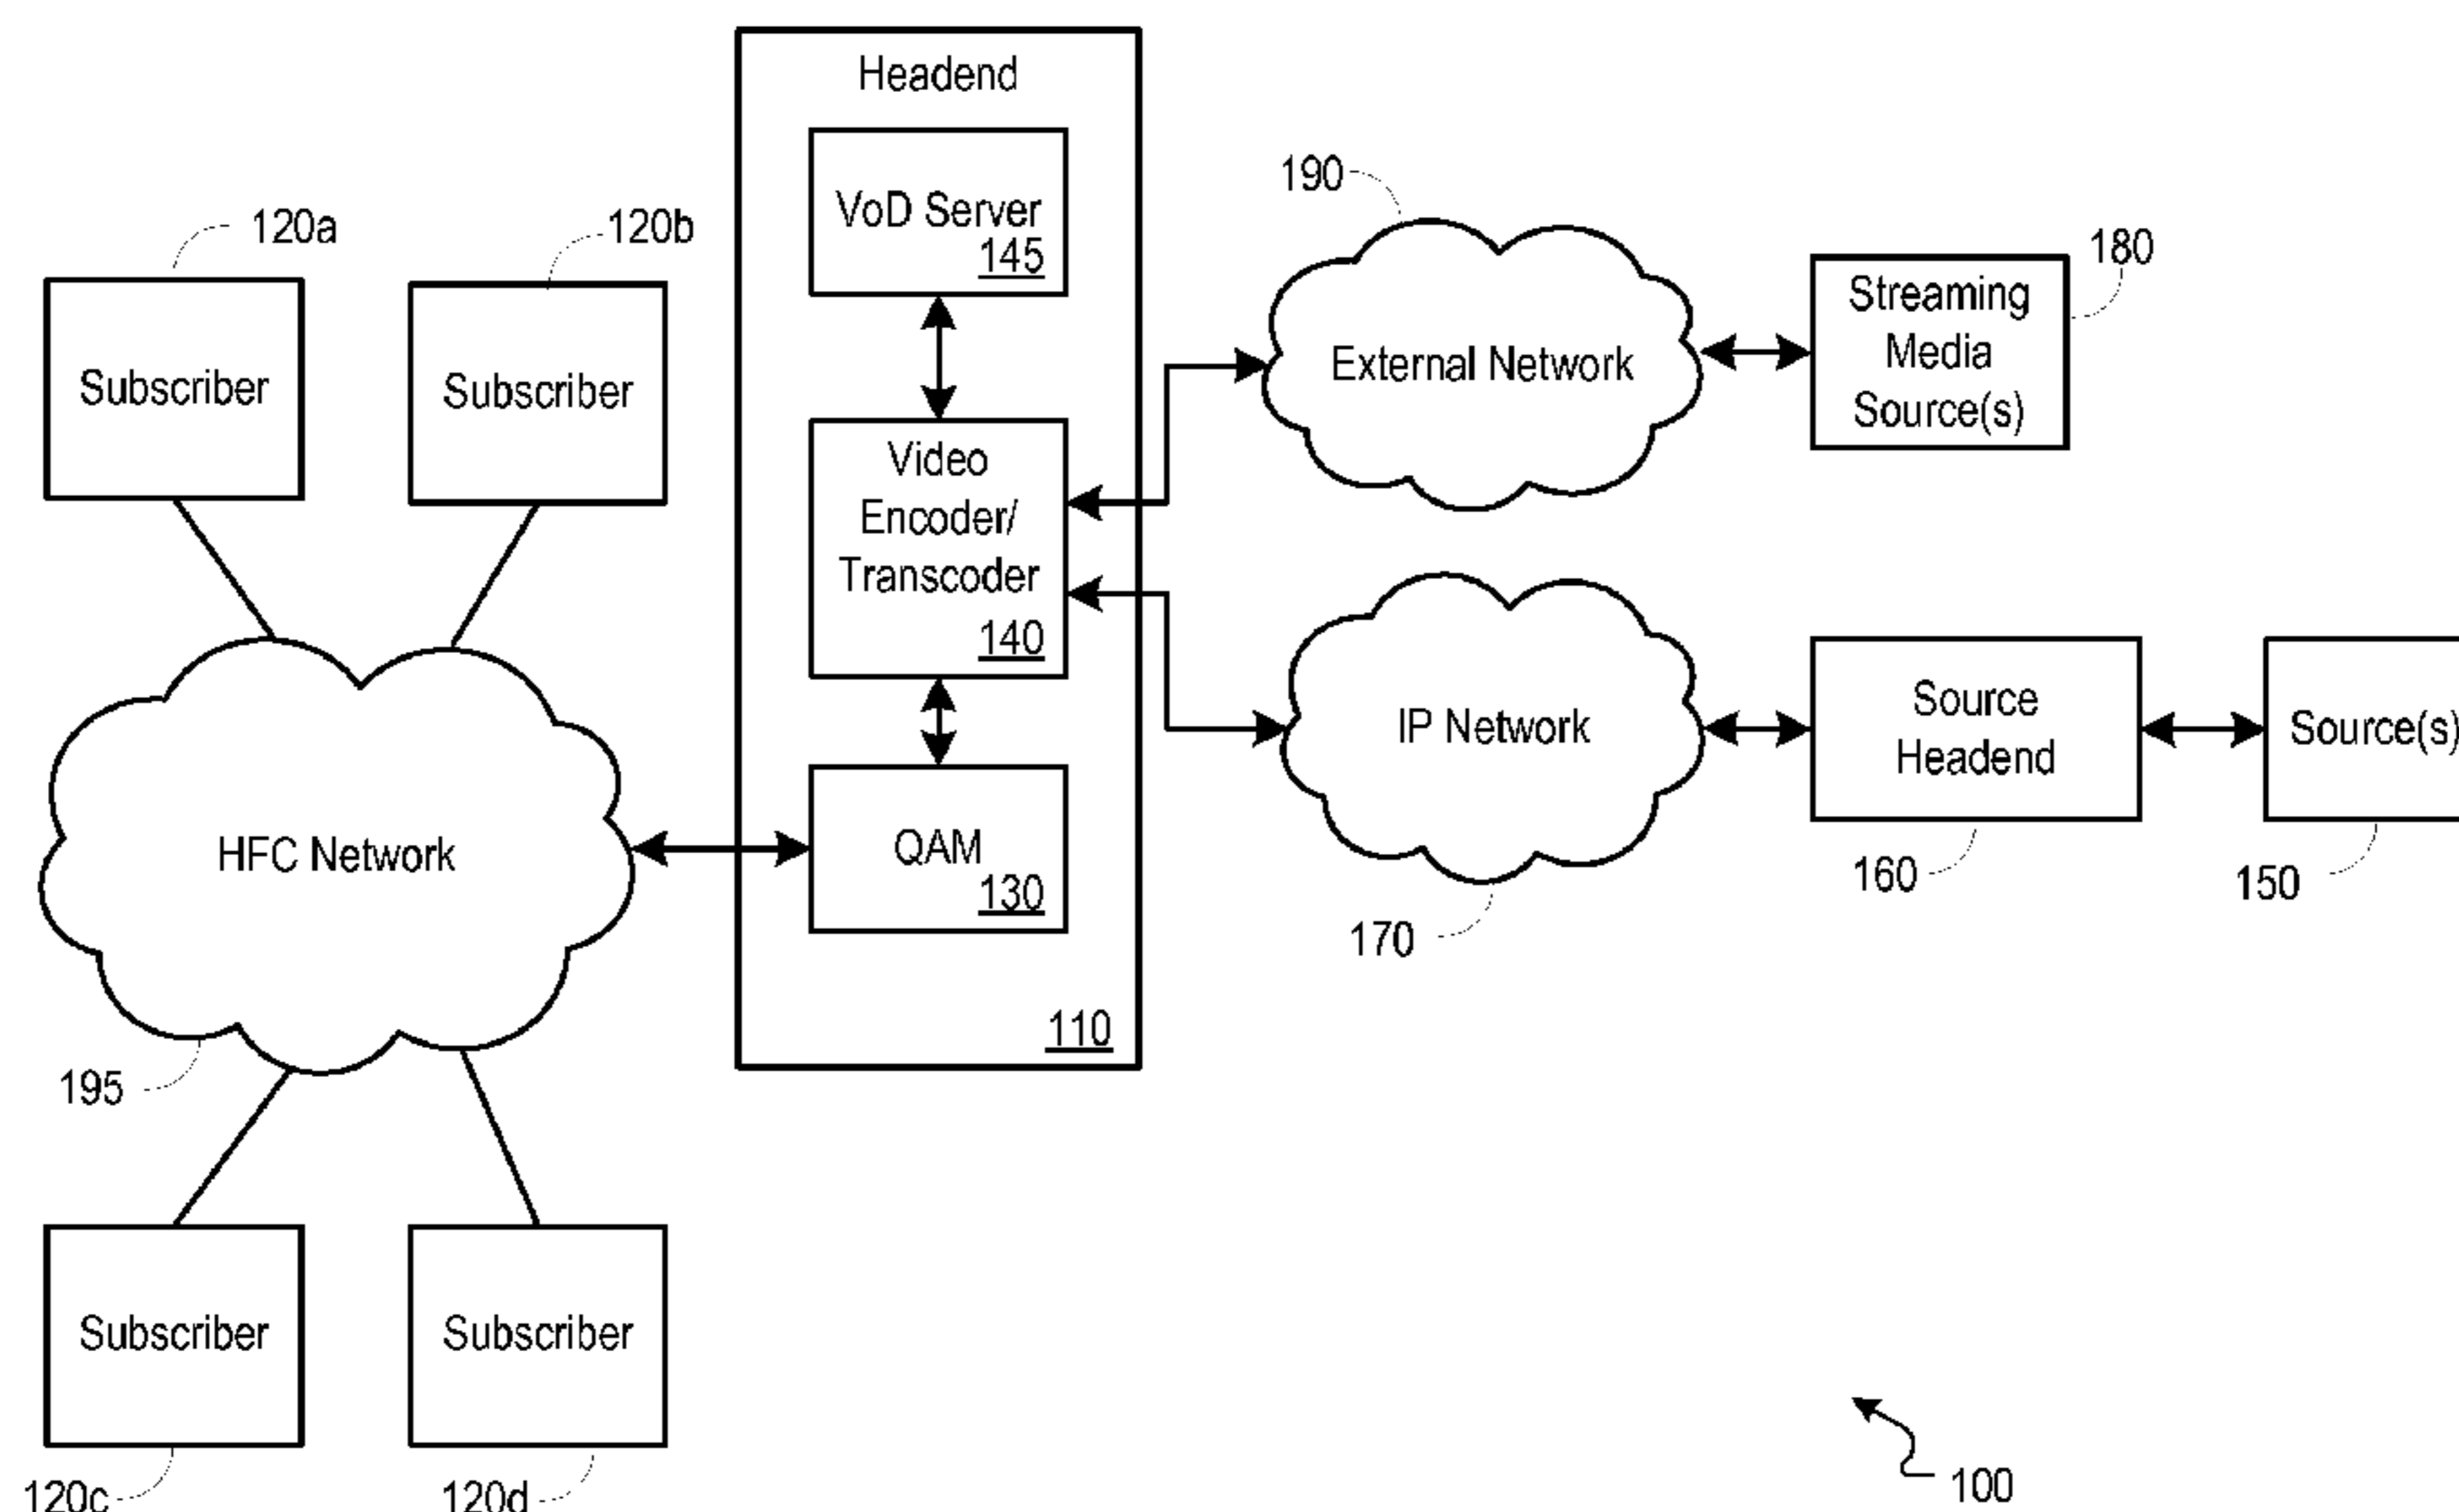 Headend
VoD Server
145
190
120a
120b
180
Streaming
Media
Source(s)
External Network
Subscriber
Subscriber
Video
Encoder/
Transcoder
140
Source
Headend
IP Network
Source(s)
HFC Network
QAM
130
160
150
170
110
195
Subscriber
Subscriber
120c
120d
100